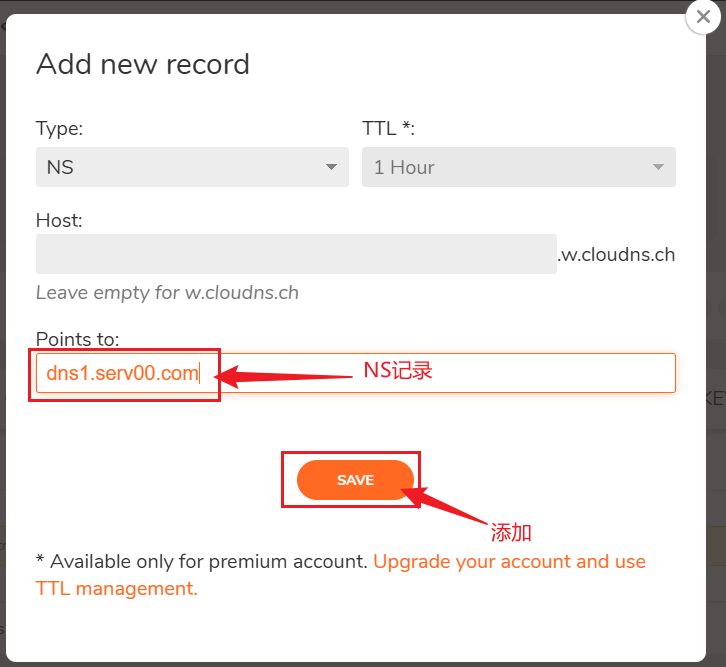 Add new record
Type:
TTL *:
NS
1 Hour
Host:
.w.cloudns.ch
Leave empty for w.cloudns.ch
Points to:
dns1.serv00.com
NS记录
SAVE
添加
* Available only for premium account. Upgrade your account and use
TTL management.